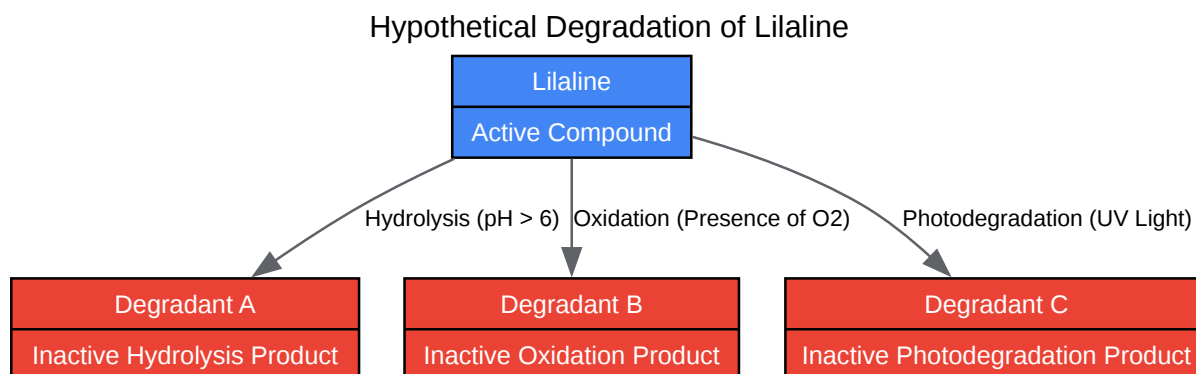 Hypothetical Degradation of Lilaline
Lilaline
Active Compound
Hydrolysis (pH > 6)
Oxidation (Presence of O2)
Photodegradation (UV Light)
Degradant A
Inactive Hydrolysis Product
Degradant B
Inactive Oxidation Product
Degradant C
Inactive Photodegradation Product